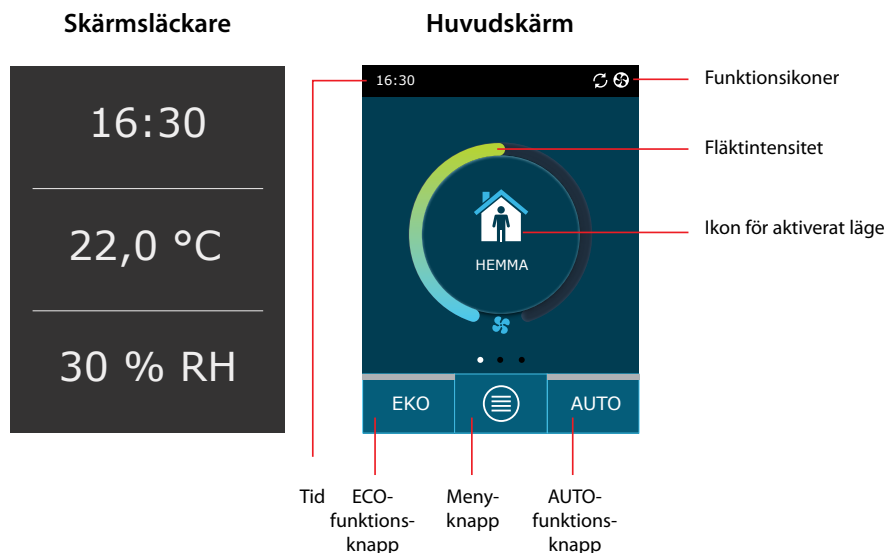 Skärmsläckare
16:30
22,0 °C
30 % RH
Huvudskärm
16:30
HEMMA
EKO
AUTO
Funktionsikoner
Fläktintensitet
Ikon för aktiverat läge
Tid
ECO-
funktions-
knapp
Meny-
knapp
AUTO-
funktions-
knapp